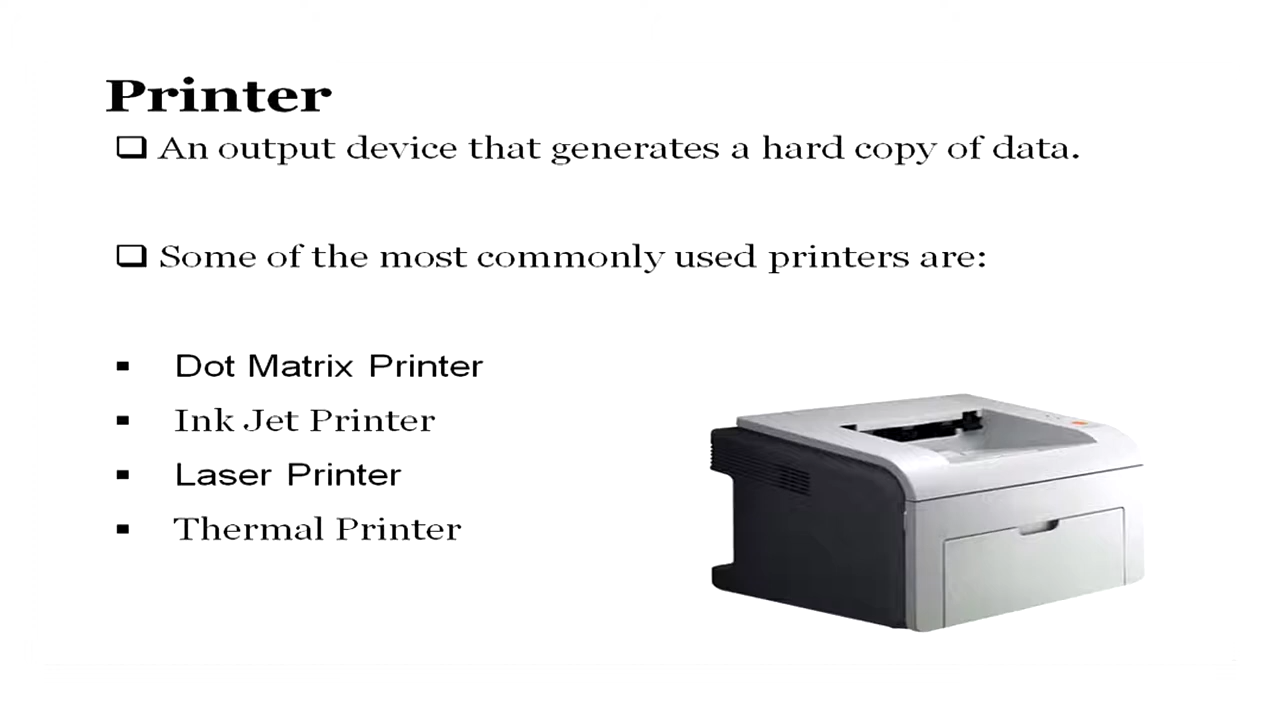 Printer
An output device that generates a hard copy of data.
Some of the most commonly used printers are:
Dot Matrix Printer
Ink Jet Printer
Laser Printer
Thermal Printer